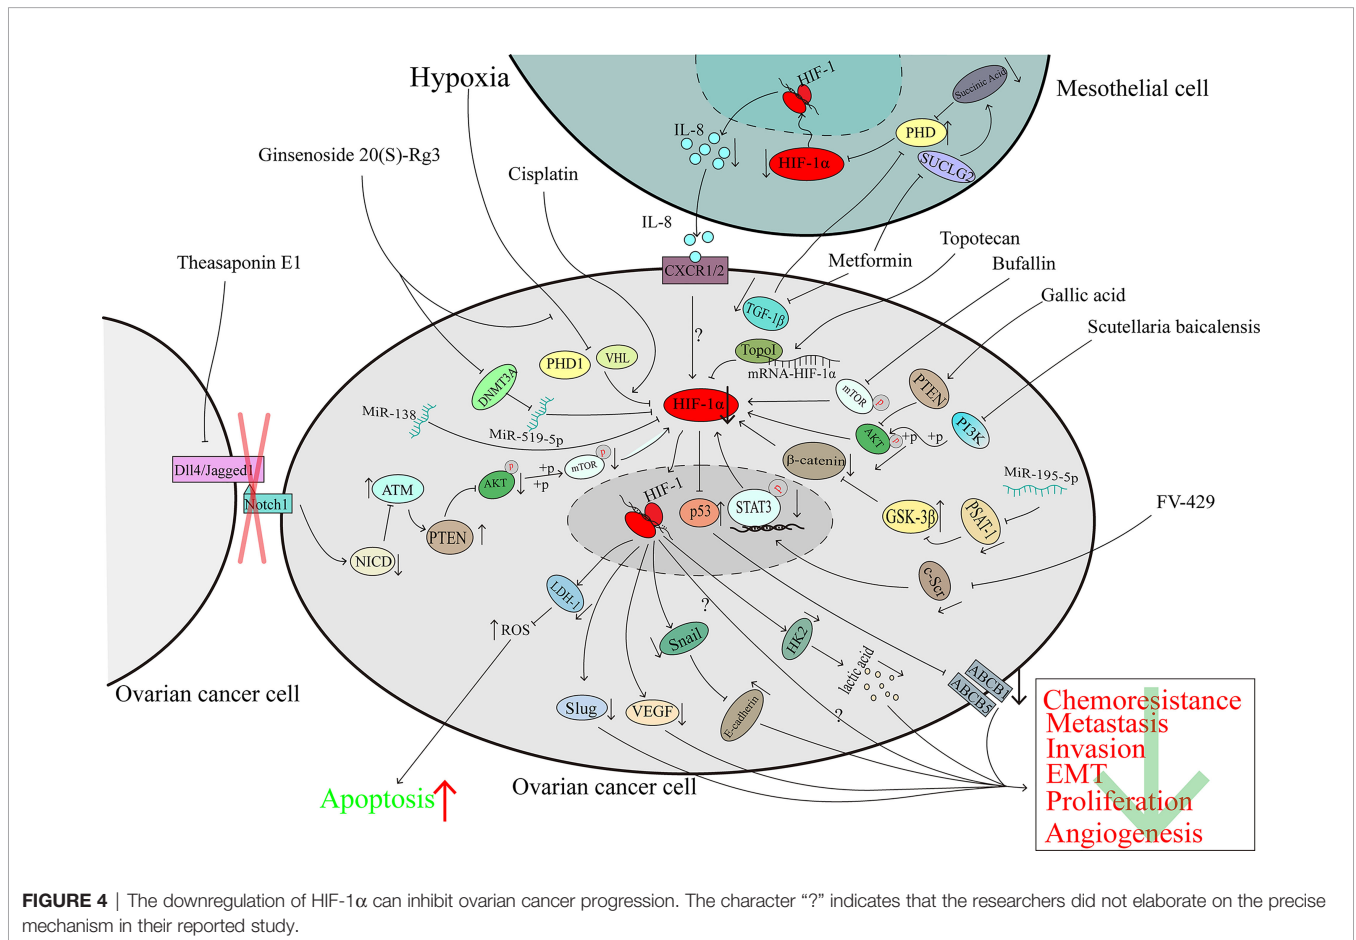 Hypoxia
HIF-1
Succinic Acid
Mesothelial cell
IL-8
PHD
HIF-1α
SUCLG2
Ginsenoside 20(S)-Rg3
Cisplatin
IL-8
Topotecan
Metformin
Bufallin
Theasaponin E1
CXCR1/2
Gallic acid
TGF-1β
Scutellaria baicalensis
?
TopoI
VHL
PHD1
mRNA-HIF-1α
DNMT3A
mTOR
p
PTEN
HIF-1α
MiR-138
MiR-519-5p
AKT
p
+p
+p
PI3K
Dll4/Jagged1
p
+p
mTOR
p
β-catenin
MiR-195-5p
AKT
+p
p
ATM
HIF-1
STAT3
Notch1
p53
GSK-3β
PSAT-1
FV-429
PTEN
NICD
c-Scr
LDH-1
?
ROS
Snail
HK2
lactic acid
ABCB1
ABCB5
Ovarian cancer cell
Slug
VEGF
E-cadherin
?
Chemoresistance
Metastasis
Invasion
EMT
Proliferation
Angiogenesis
Ovarian cancer cell
Apoptosis
FIGURE 4 | The downregulation of HIF-1α can inhibit ovarian cancer progression. The character “?” indicates that the researchers did not elaborate on the precise
mechanism in their reported study.